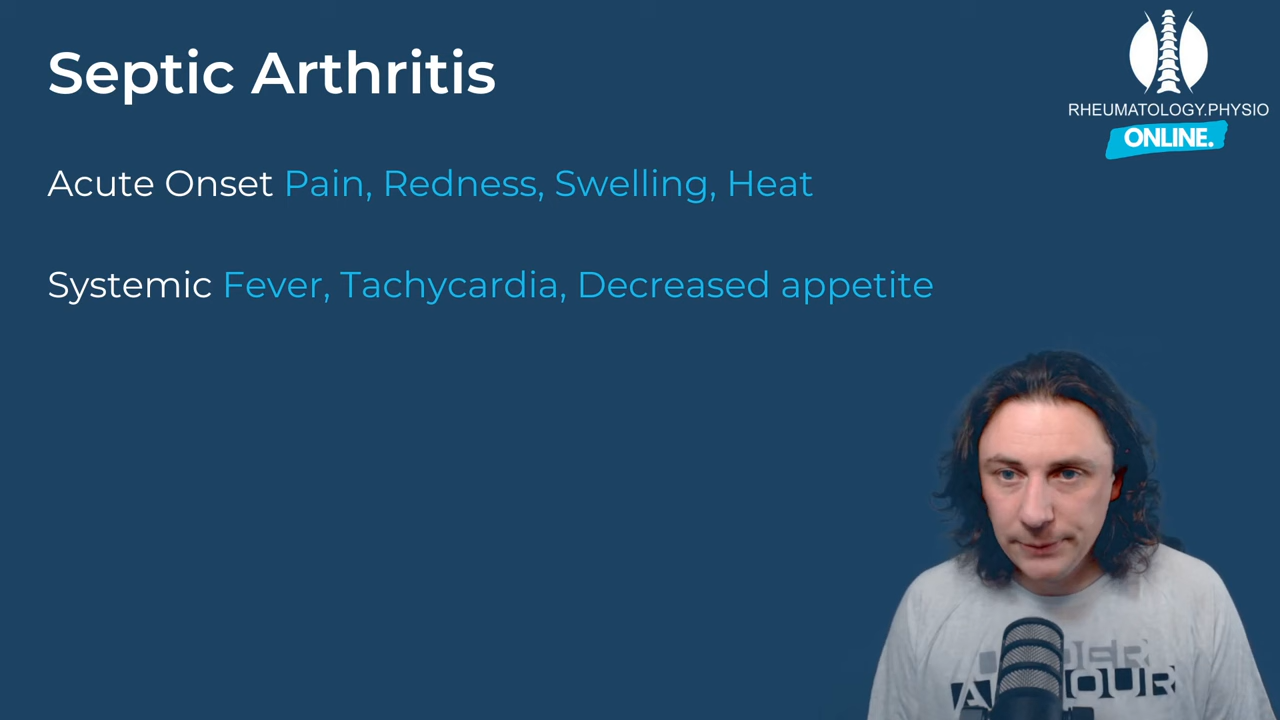 Septic Arthritis
RHEUMATOLOGY.PHYSIO
ONLINE.
Acute Onset Pain, Redness, Swelling, Heat
Systemic Fever, Tachycardia, Decreased appetite